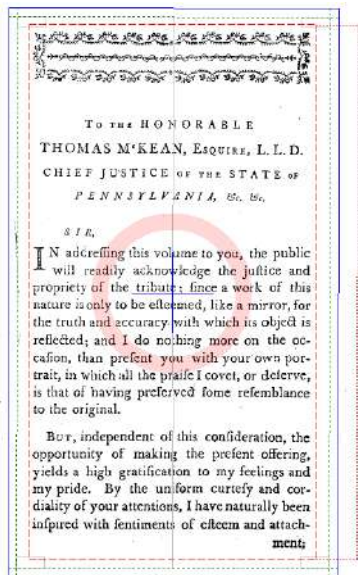 To the HONORABLE
THOMAS M'KEAN, Esquire, L. L. D.
CHIEF JUSTICE of the STATE of
PENNSYLVANIA, &c. &c.
SIR,
IN addreſſing this volume to you, the public
will readily acknowledge the juſtice and
propriety of the tribute; ſince a work of this
nature is only to be eſteemed, like a mirror, for
the truth and accuracy with which its object is
reflected; and I do nothing more on the oc-
caſion, than preſent you with your own por-
trait, in which all the praiſe I covet, or deſerve,
is that of having preſerved ſome reſemblance
to the original.
But, independent of this conſideration, the
opportunity of making the preſent offering,
yields a high gratification to my feelings and
my pride. By the uniform curteſy and cor-
diality of your attentions, I have naturally been
inſpired with ſentiments of eſteem and attach-
ment;